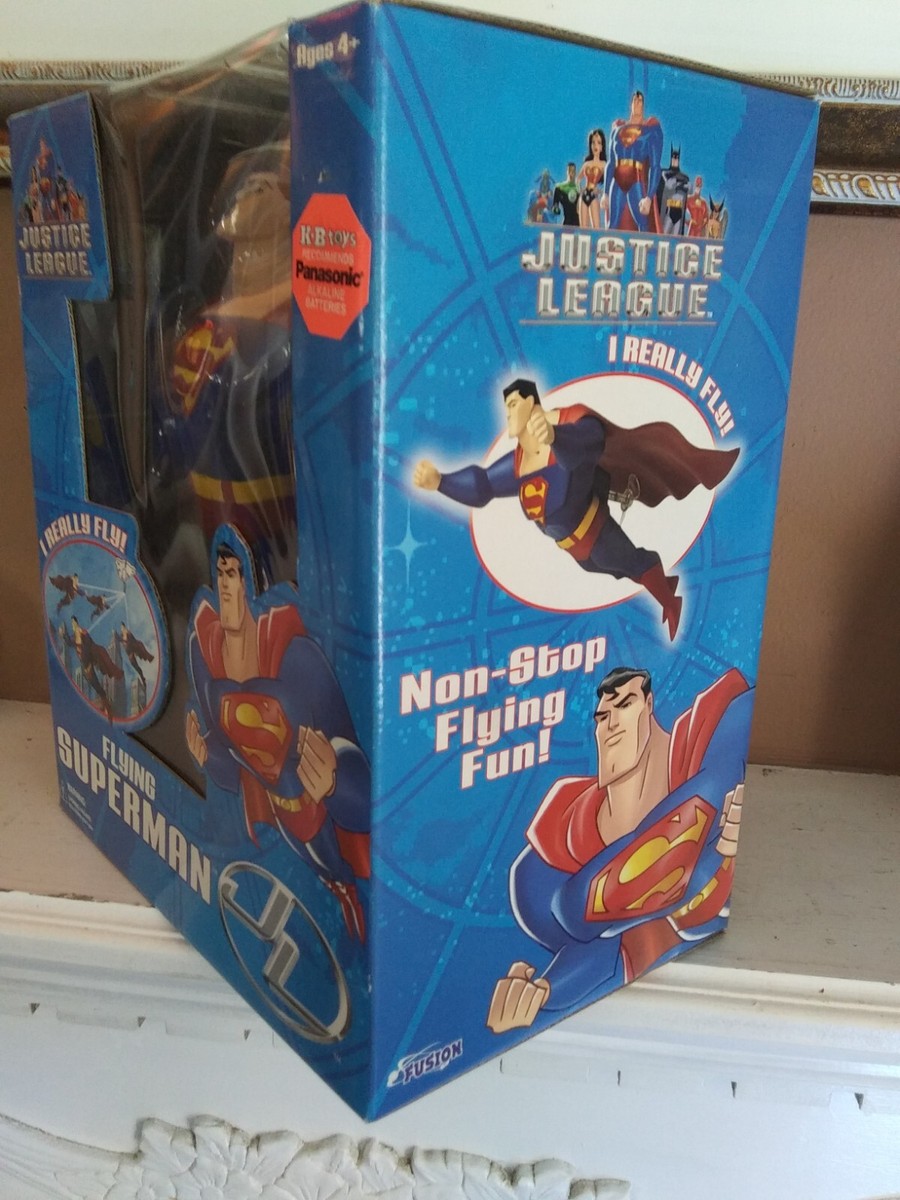 JUSTICE
LEAGUE.
I REALLY FLY!
FLYING
SUPERMAN
JL
Ages 4+
K·B toys
RECOMMENDS
Panasonic
ALKALINE
BATTERIES
JUSTICE
LEAGUE.
I REALLY FLY!
Non-Stop
Flying
Fun!
FUSION